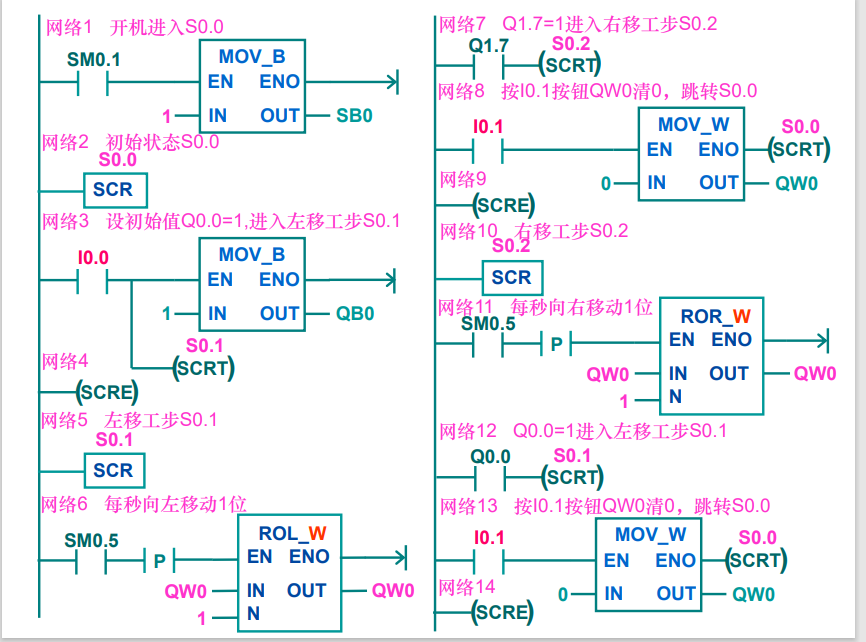 网络1 开机进入S0.0
SM0.1
MOV_B
EN ENO
1 IN OUT SB0
网络2 初始状态S0.0
S0.0
SCR
网络3 设初始值Q0.0=1,进入左移工步S0.1
I0.0
MOV_B
EN ENO
1 IN OUT QB0
S0.1
(SCRT)
网络4
(SCRE)
网络5 左移工步S0.1
S0.1
SCR
网络6 每秒向左移动1位
SM0.5
P
ROL_W
EN ENO
QW0 IN OUT QW0
1 N
网络7 Q1.7=1进入右移工步S0.2
Q1.7 S0.2
(SCRT)
网络8 按I0.1按钮QW0清0，跳转S0.0
I0.1
MOV_W
S0.0
EN ENO (SCRT)
0 IN OUT QW0
网络9
(SCRE)
网络10 右移工步S0.2
S0.2
SCR
网络11 每秒向右移动1位
SM0.5
P
ROR_W
EN ENO
QW0 IN OUT QW0
1 N
网络12 Q0.0=1进入左移工步S0.1
Q0.0 S0.1
(SCRT)
网络13 按I0.1按钮QW0清0，跳转S0.0
I0.1
MOV_W
S0.0
EN ENO (SCRT)
0 IN OUT QW0
网络14
(SCRE)